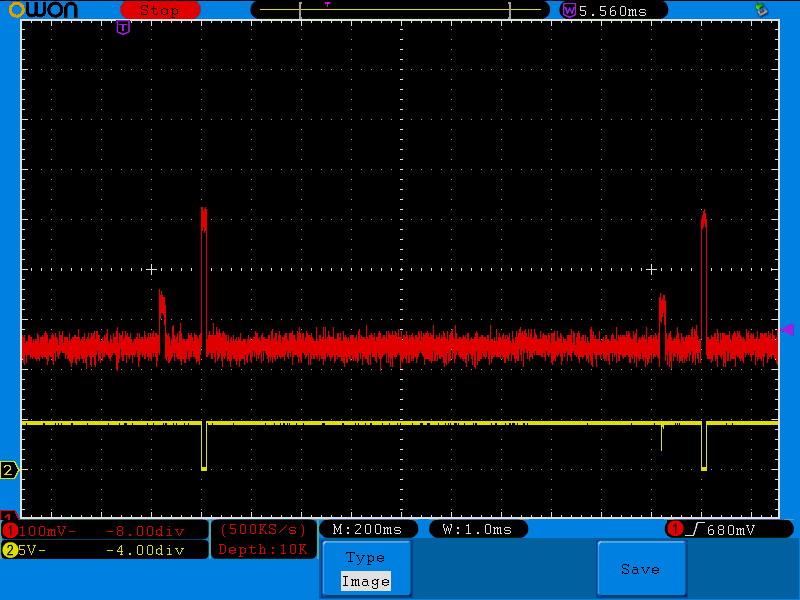 OWON Stop W 5.560ms
T
2
1
1 100mV- -8.00div (500KS/s) M:200ms W:1.0ms 1 680mV
2 5V- -4.00div Depth:10K
Type
Image
Save